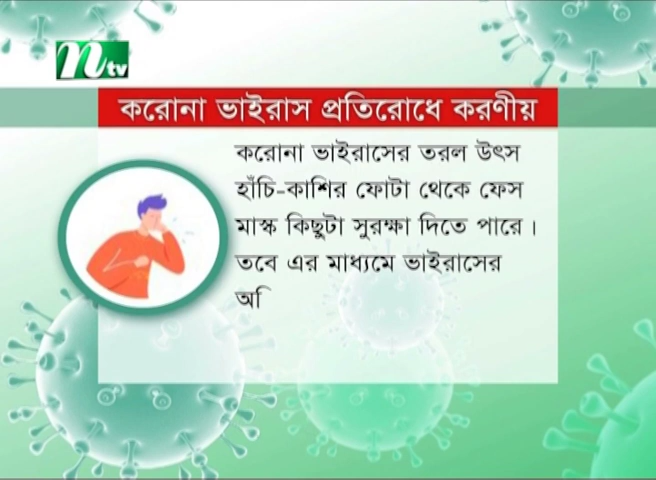 ntv
করোনা ভাইরাস প্রতিরোধে করণীয়
করোনা ভাইরাসের তরল উৎস
হাঁচি-কাশির ফোটা থেকে ফেস
মাস্ক কিছুটা সুরক্ষা দিতে পারে।
তবে এর মাধ্যমে ভাইরাসের
অি